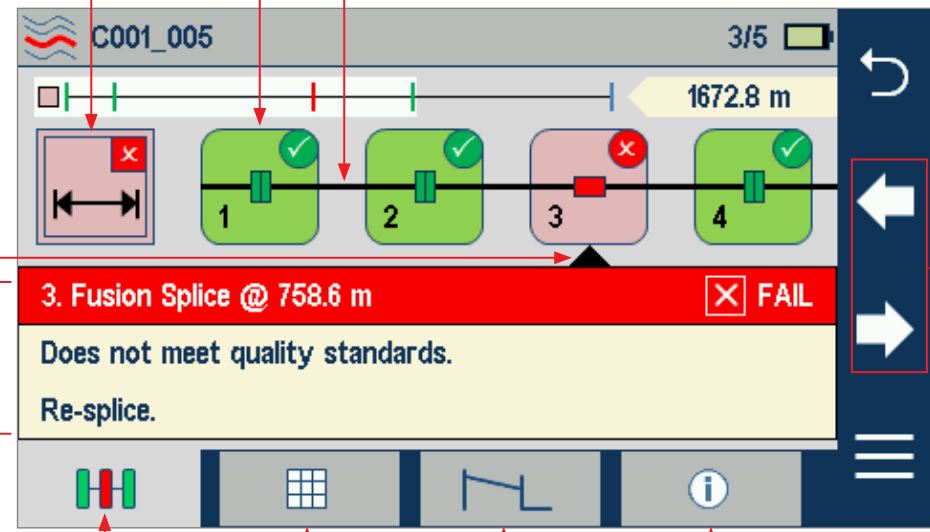 C001_005
3/5
1672.8 m
1
2
3
4
3. Fusion Splice @ 758.6 m
FAIL
Does not meet quality standards.
Re-splice.